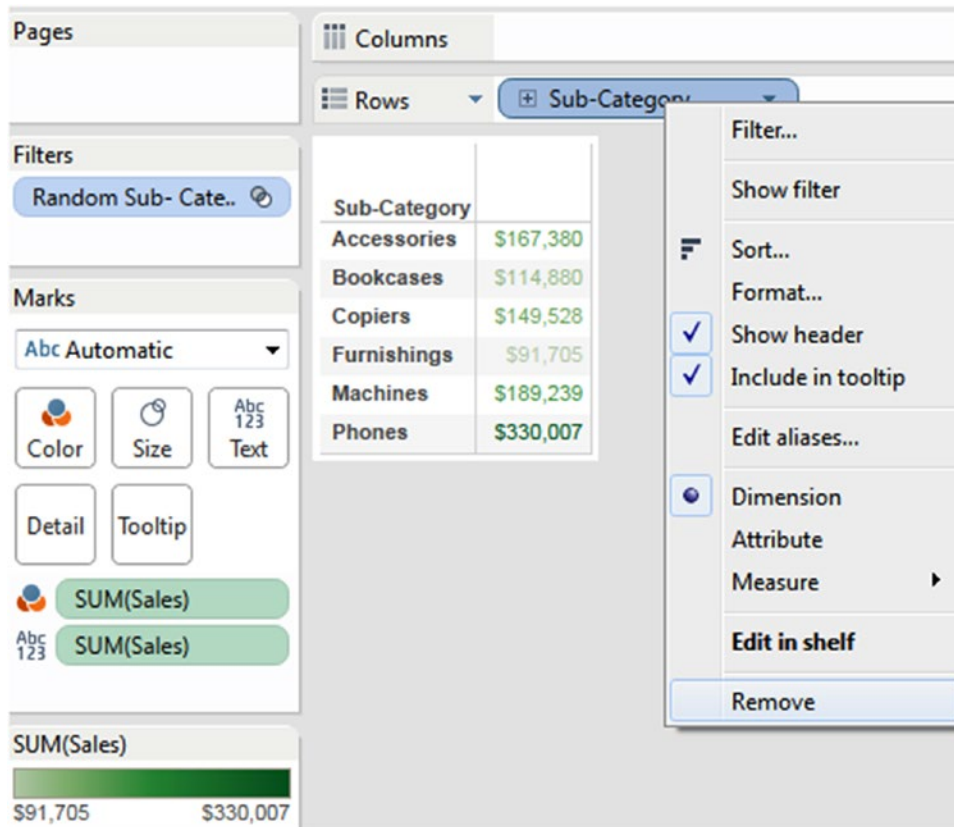 Pages
Columns
Rows
Sub-Category
Filters
Random Sub- Cate..
Marks
Abc Automatic
Color
Size
Abc
123
Text
Detail
Tooltip
SUM(Sales)
Abc
123
SUM(Sales)
SUM(Sales)
$91,705
$330,007
Sub-Category
Accessories $167,380
Bookcases $114,880
Copiers $149,528
Furnishings $91,705
Machines $189,239
Phones $330,007
Filter...
Show filter
Sort...
Format...
Show header
Include in tooltip
Edit aliases...
Dimension
Attribute
Measure
Edit in shelf
Remove